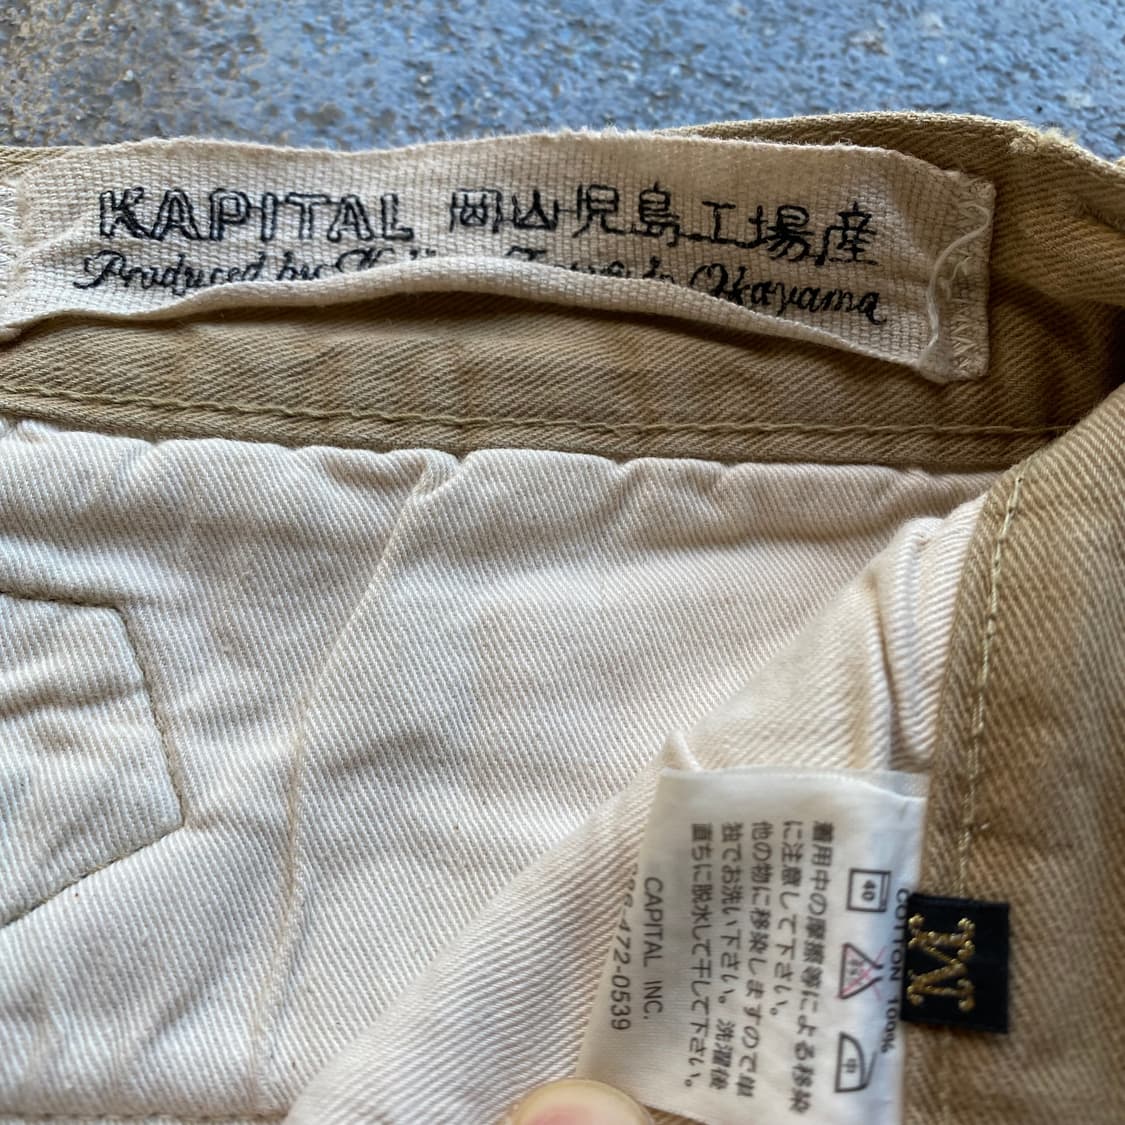 KAPITAL 岡山児島工場産
Produced by Okayama
COTTON 100%
40
中
着用中の摩擦等による移染
に注意して下さい。
他の物に移染しますので単
独でお洗い下さい。洗濯後
直ちに脱水して干して下さい。
CAPITAL INC.
86-472-0539
M